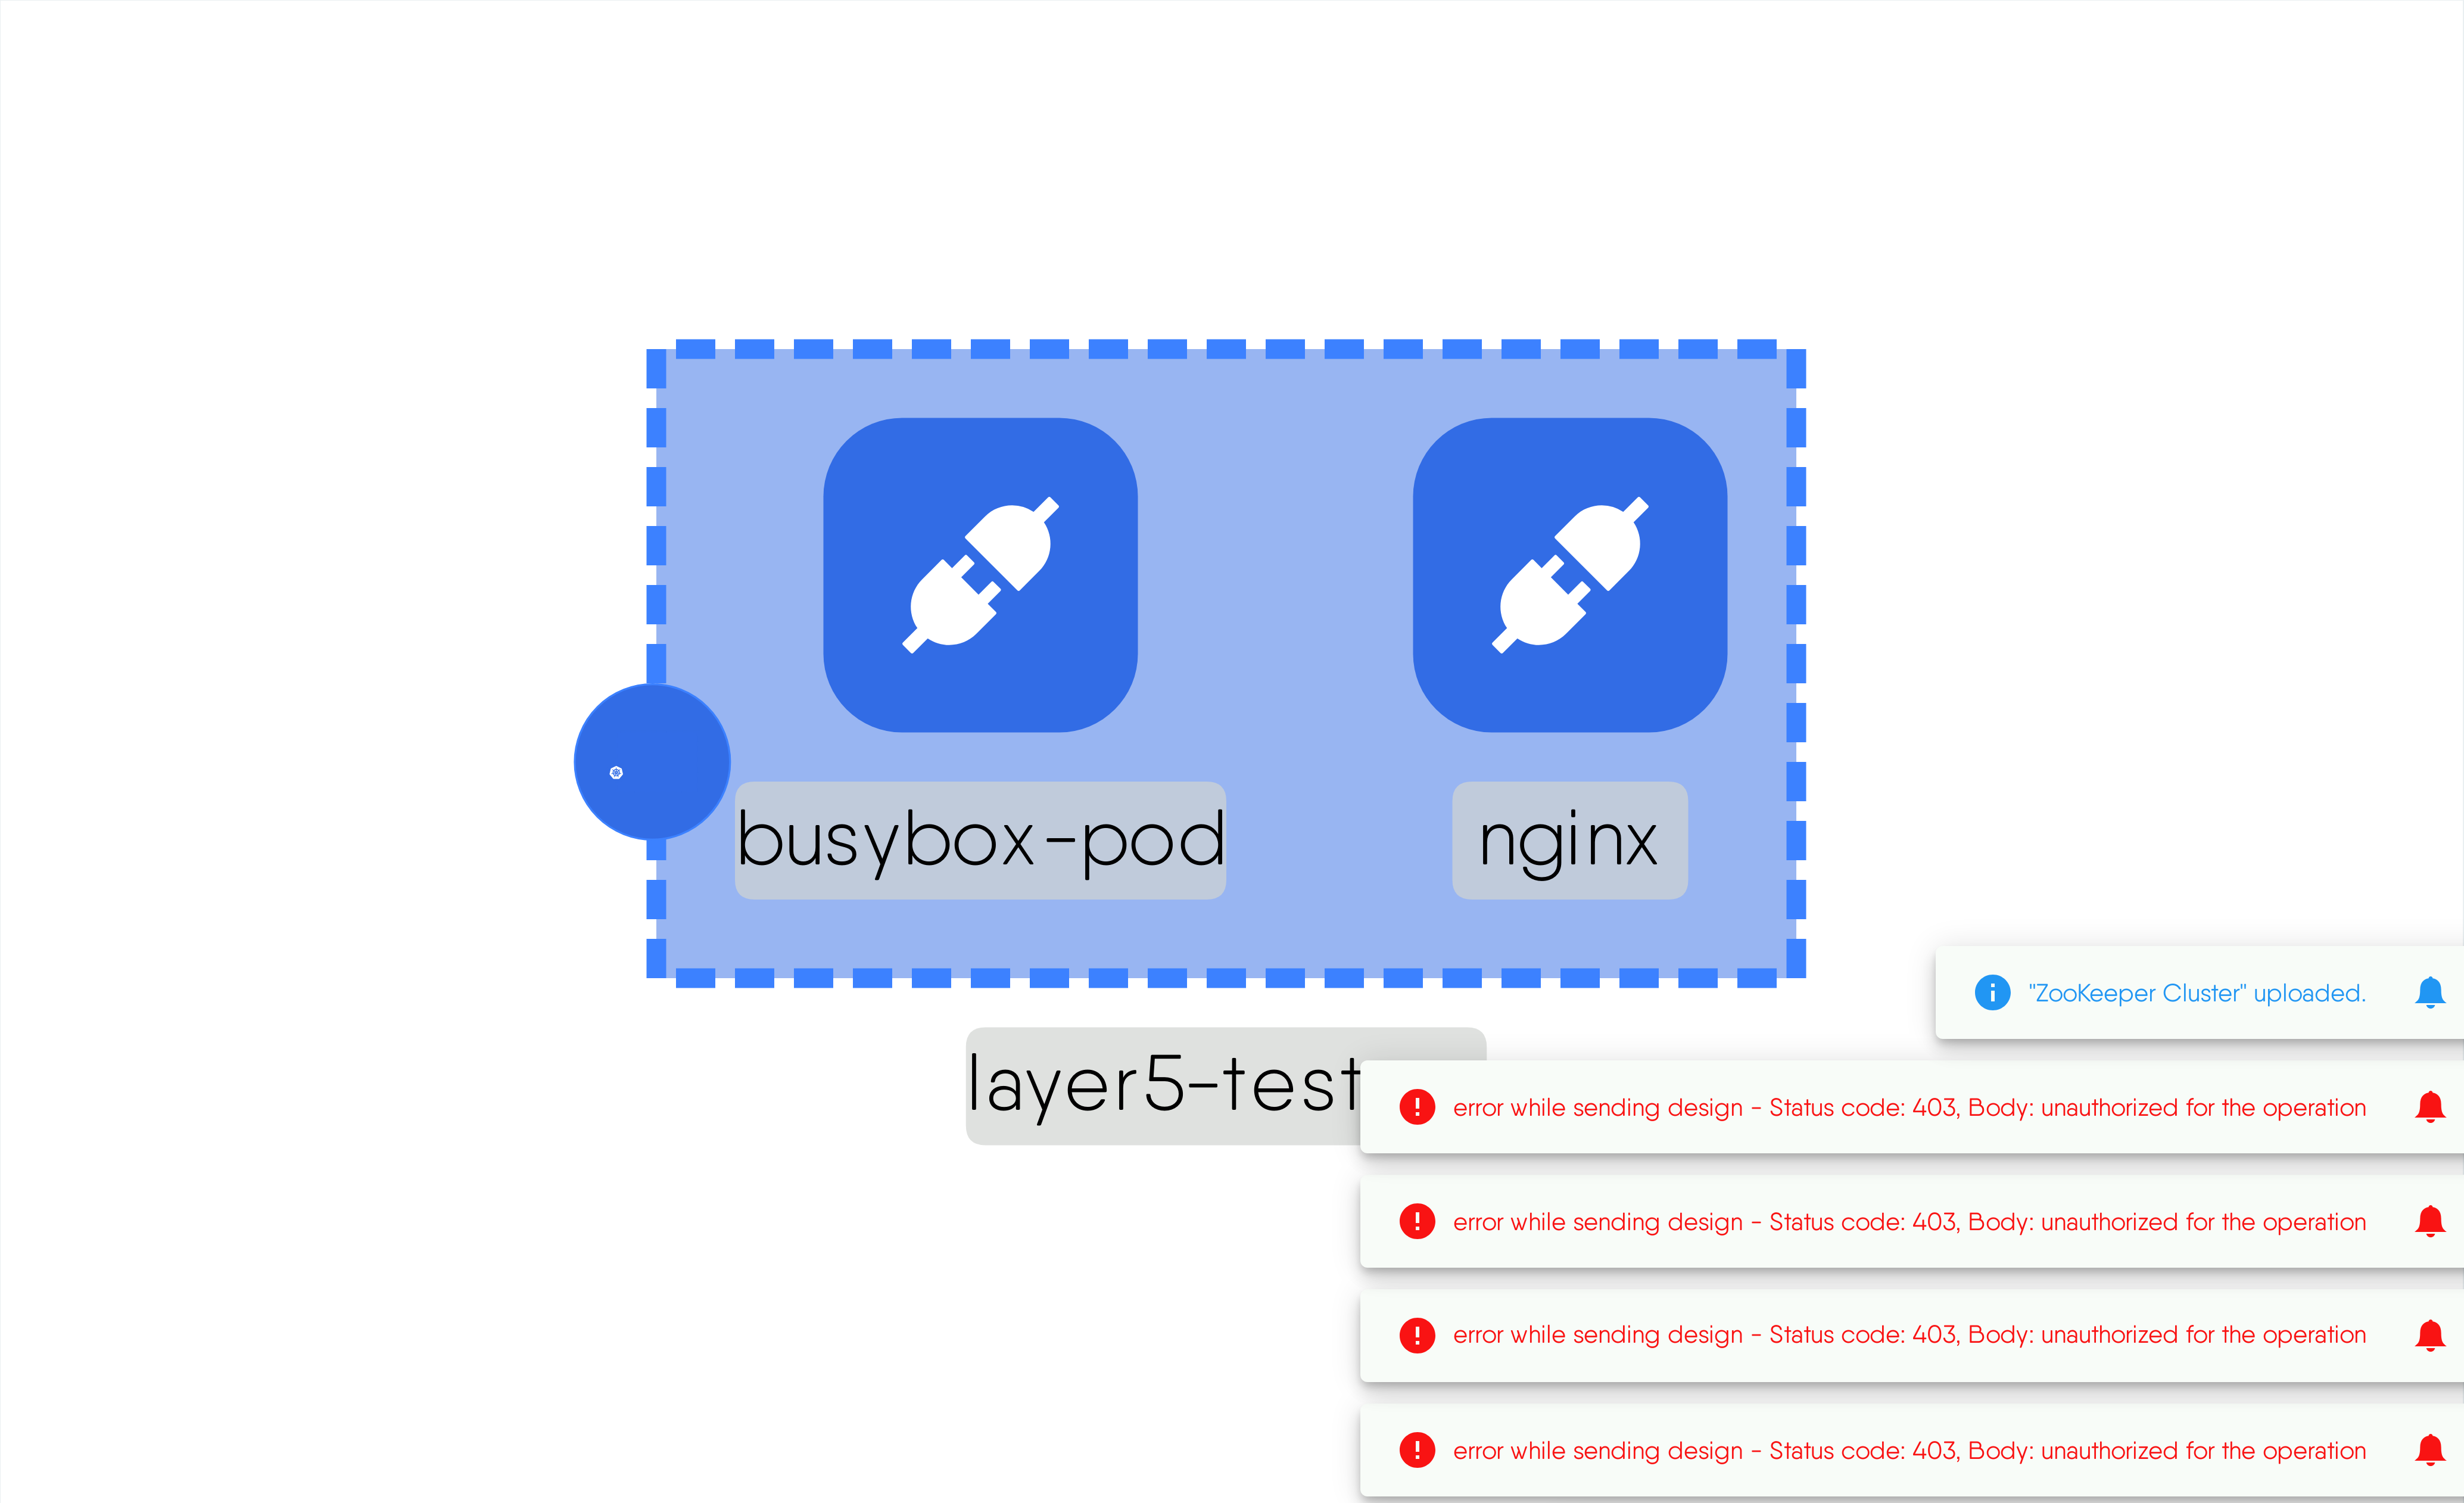 busybox-pod
nginx
"ZooKeeper Cluster" uploaded.
layer5-test
error while sending design - Status code: 403, Body: unauthorized for the operation
error while sending design - Status code: 403, Body: unauthorized for the operation
error while sending design - Status code: 403, Body: unauthorized for the operation
error while sending design - Status code: 403, Body: unauthorized for the operation